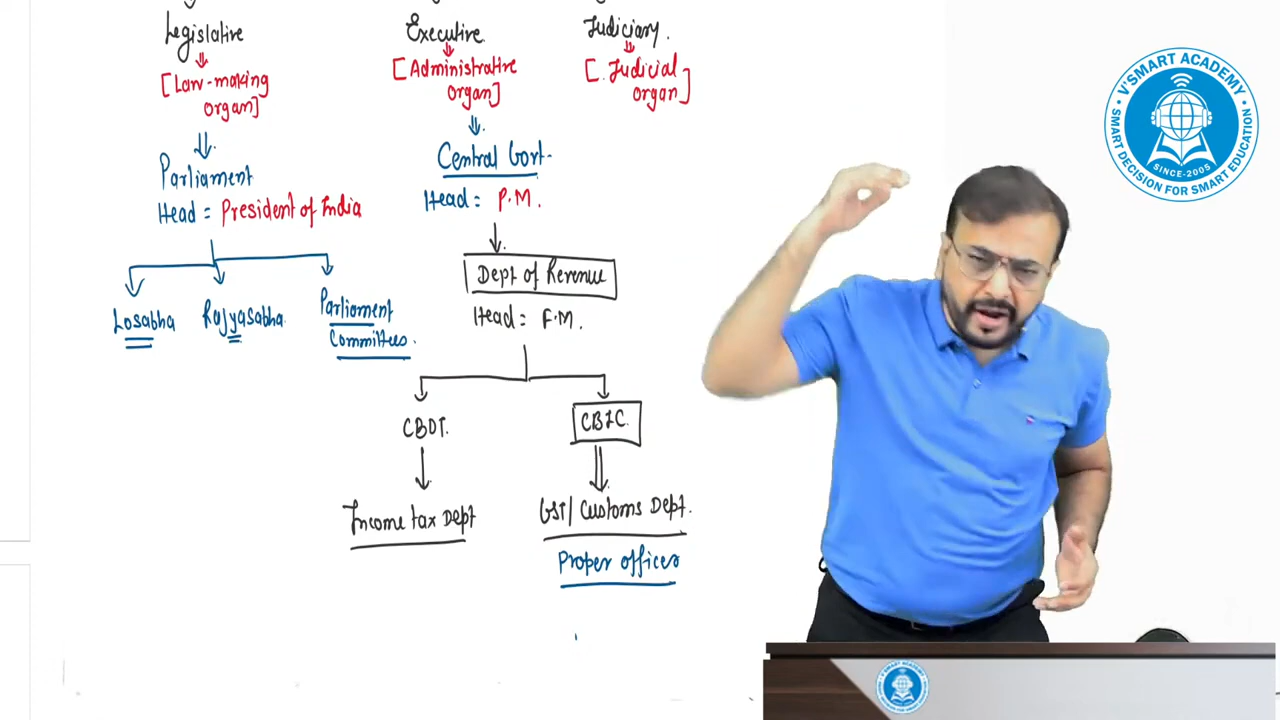 Legislative
[Law-making
organ]
Parliament
Head = President of India
Losabha
Rajyasabha
Parliament
Committees.
Executive
[Administrative
organ]
Central Govt.
Head = P.M.
Dept of Revenue
Head = F.M.
CBDT.
Income tax Dept
CBIC.
GST/Customs Dept.
Proper officer
Judiciary.
[Judicial
organ]
V'SMART ACADEMY
SINCE-2005
SMART DECISION FOR SMART EDUCATION